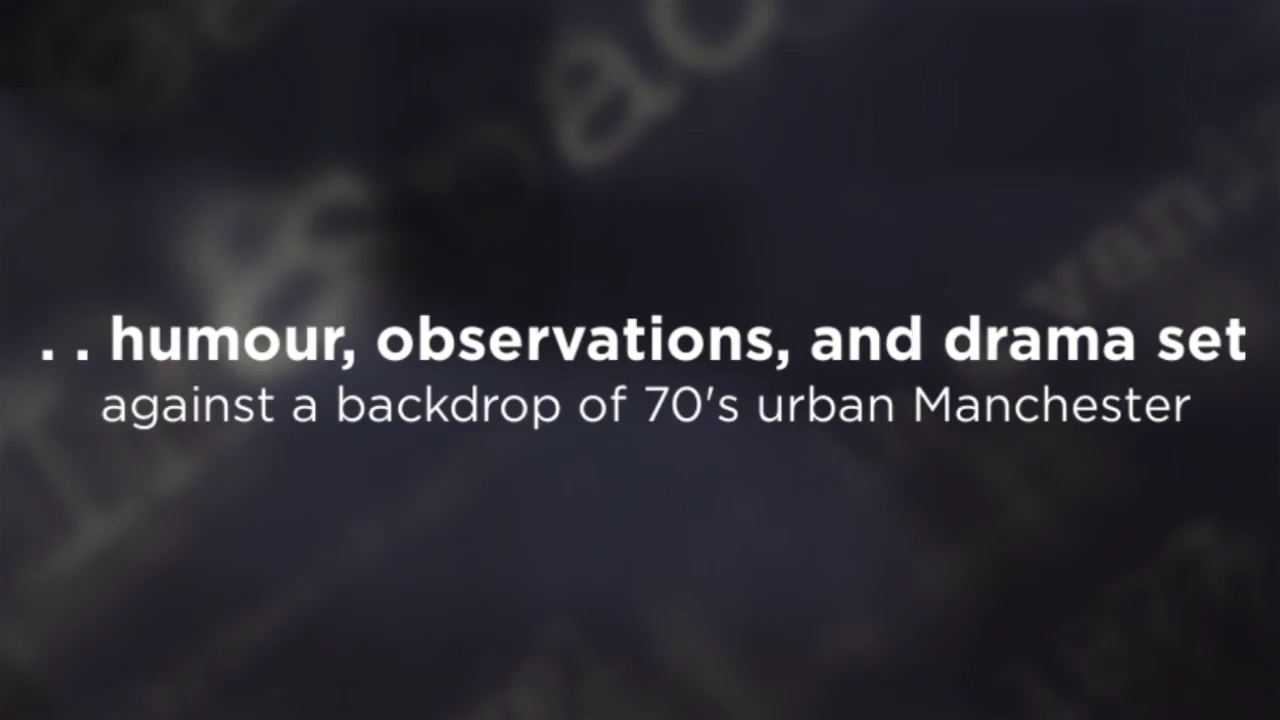 . . humour, observations, and drama set
against a backdrop of 70's urban Manchester